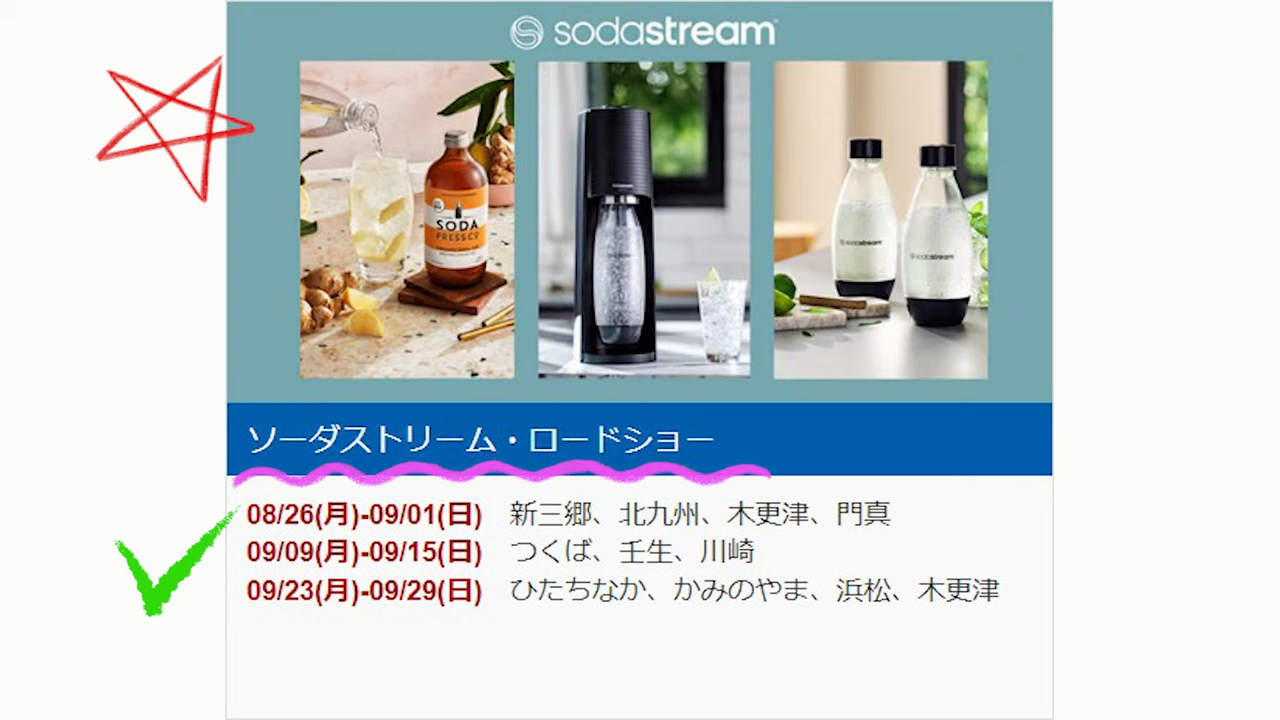 sodastream
SODA
PRESS CO
sodastream
sodastream
ソーダストリーム・ロードショー
08/26(月)-09/01(日) 新三郷、北九州、木更津、門真
09/09(月)-09/15(日) つくば、壬生、川崎
09/23(月)-09/29(日) ひたちなか、かみのやま、浜松、木更津